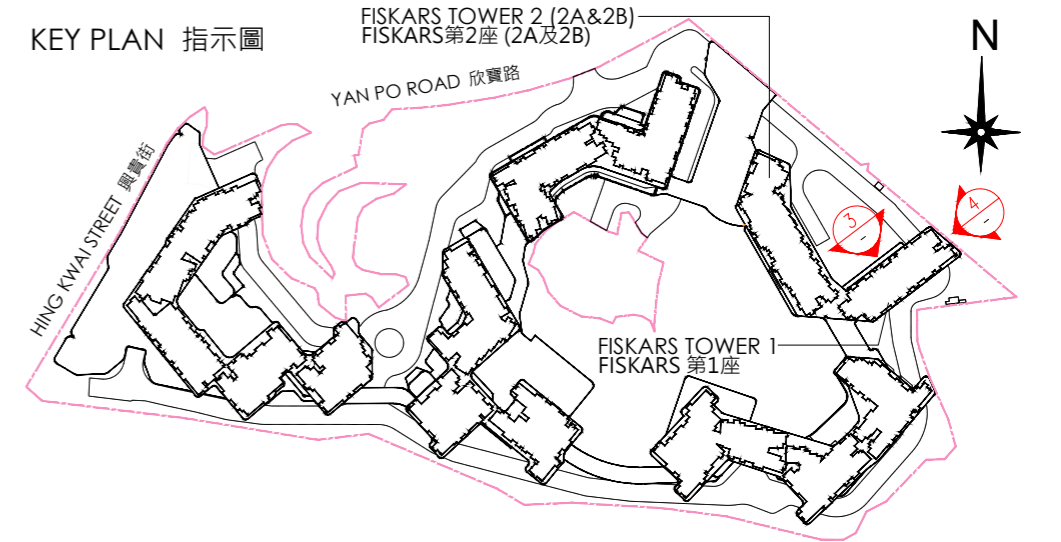 KEY PLAN 指示圖
FISKARS TOWER 2 (2A&2B)
FISKARS第2座 (2A及2B)
N
YAN PO ROAD 欣寶路
HING KWAI STREET 興貴街
3
-
4
-
FISKARS TOWER 1
FISKARS 第1座